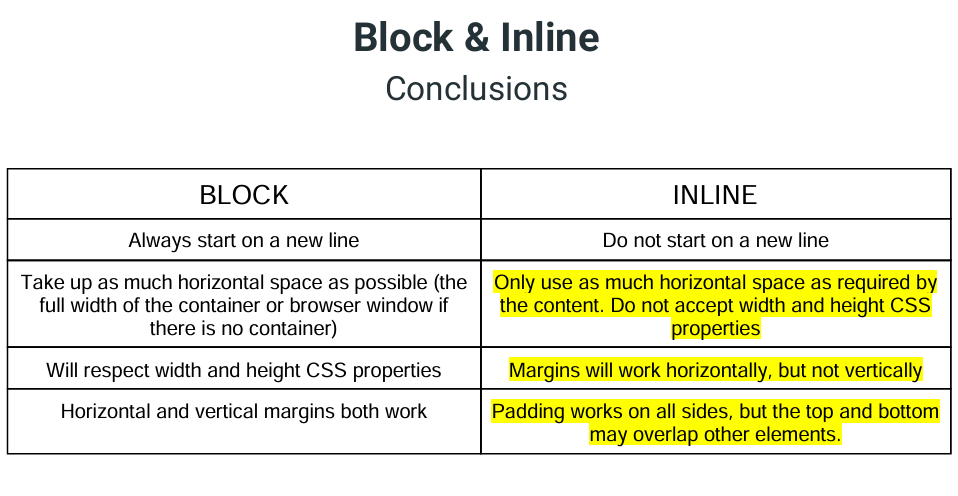 Block & Inline
Conclusions
BLOCK
INLINE
Always start on a new line
Do not start on a new line
Take up as much horizontal space as possible (the
full width of the container or browser window if
there is no container)
Only use as much horizontal space as required by
the content. Do not accept width and height CSS
properties
Will respect width and height CSS properties
Margins will work horizontally, but not vertically
Horizontal and vertical margins both work
Padding works on all sides, but the top and bottom
may overlap other elements.